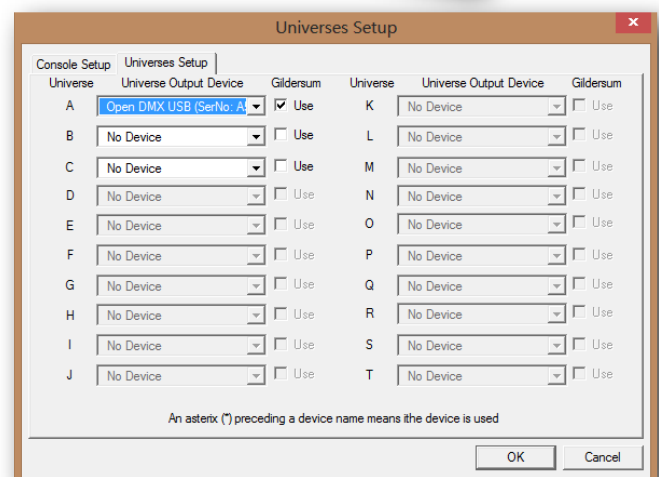 Universes Setup
Console Setup Universes Setup
Universe Universe Output Device Gildersum Universe Universe Output Device Gildersum
A Open DMX USB (SerNo: A Use K No Device Use
B No Device Use L No Device Use
C No Device Use M No Device Use
D No Device Use N No Device Use
E No Device Use O No Device Use
F No Device Use P No Device Use
G No Device Use Q No Device Use
H No Device Use R No Device Use
I No Device Use S No Device Use
J No Device Use T No Device Use
An asterix (*) preceding a device name means ithe device is used
OK Cancel